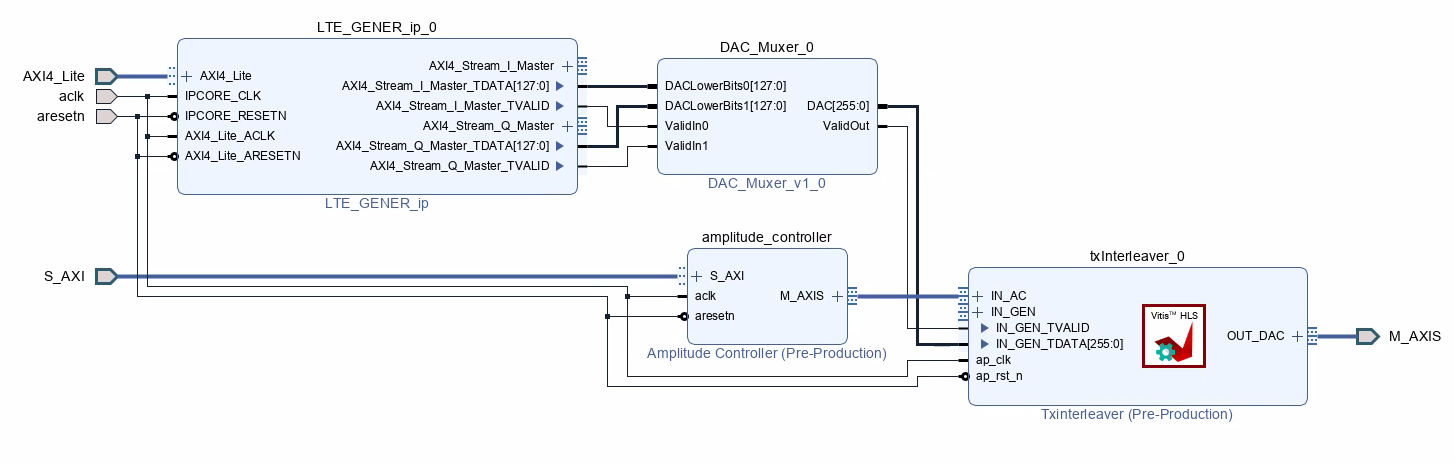 LTE_GENER_ip_0
AXI4_Lite
aclk
aresetn
AXI4_Lite
IPCORE_CLK
IPCORE_RESETN
AXI4_Lite_ACLK
AXI4_Lite_ARESETN
AXI4_Stream_I_Master
AXI4_Stream_I_Master_TDATA[127:0]
AXI4_Stream_I_Master_TVALID
AXI4_Stream_Q_Master
AXI4_Stream_Q_Master_TDATA[127:0]
AXI4_Stream_Q_Master_TVALID
LTE_GENER_ip
DAC_Muxer_0
DACLowerBits0[127:0]
DACLowerBits1[127:0]
ValidIn0
ValidIn1
DAC[255:0]
ValidOut
DAC_Muxer_v1_0
S_AXI
amplitude_controller
S_AXI
aclk
aresetn
M_AXIS
Amplitude Controller (Pre-Production)
txInterleaver_0
IN_AC
IN_GEN
IN_GEN_TVALID
IN_GEN_TDATA[255:0]
ap_clk
ap_rst_n
Vitis™ HLS
OUT_DAC
Txinterleaver (Pre-Production)
M_AXIS